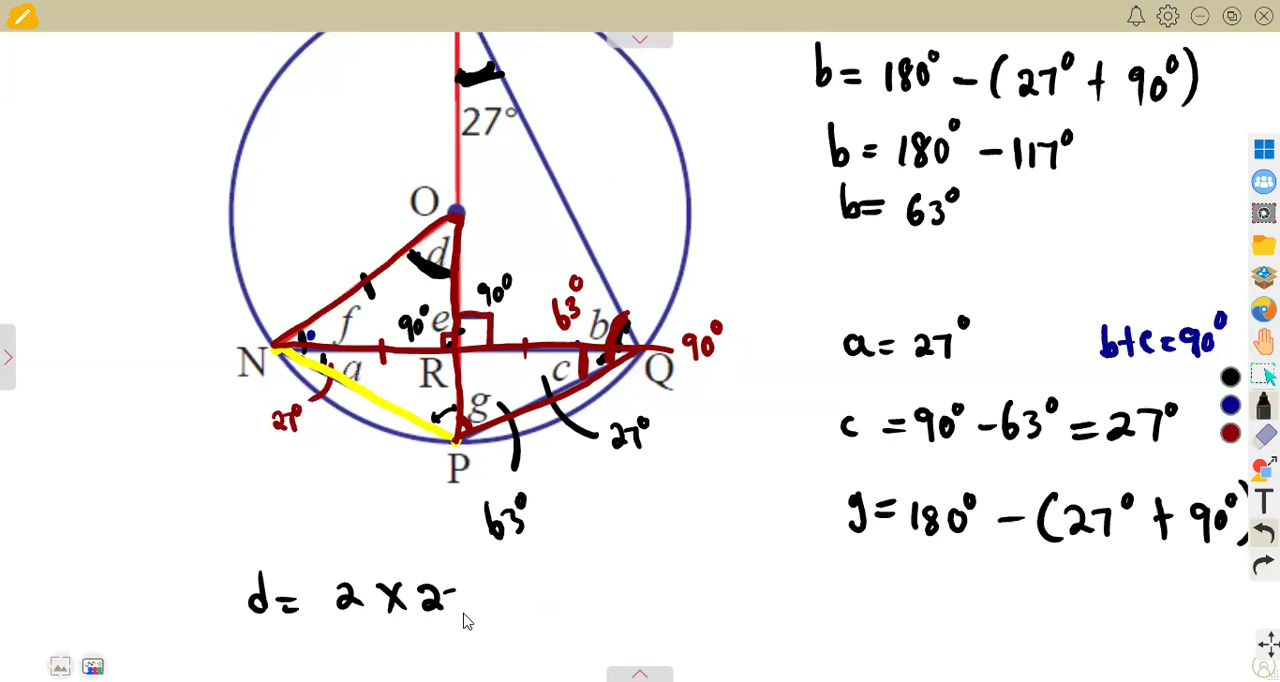 b = 180° - (27° + 90°)
b = 180° - 117°
b = 63°
27°
O
d
90°
63°
f
90°
e
b
90°
N
a
R
c
Q
27°
g
27°
P
63°
a = 27°
b+c = 90°
c = 90° - 63° = 27°
g = 180° - (27° + 90°)
d = 2 × 2
T